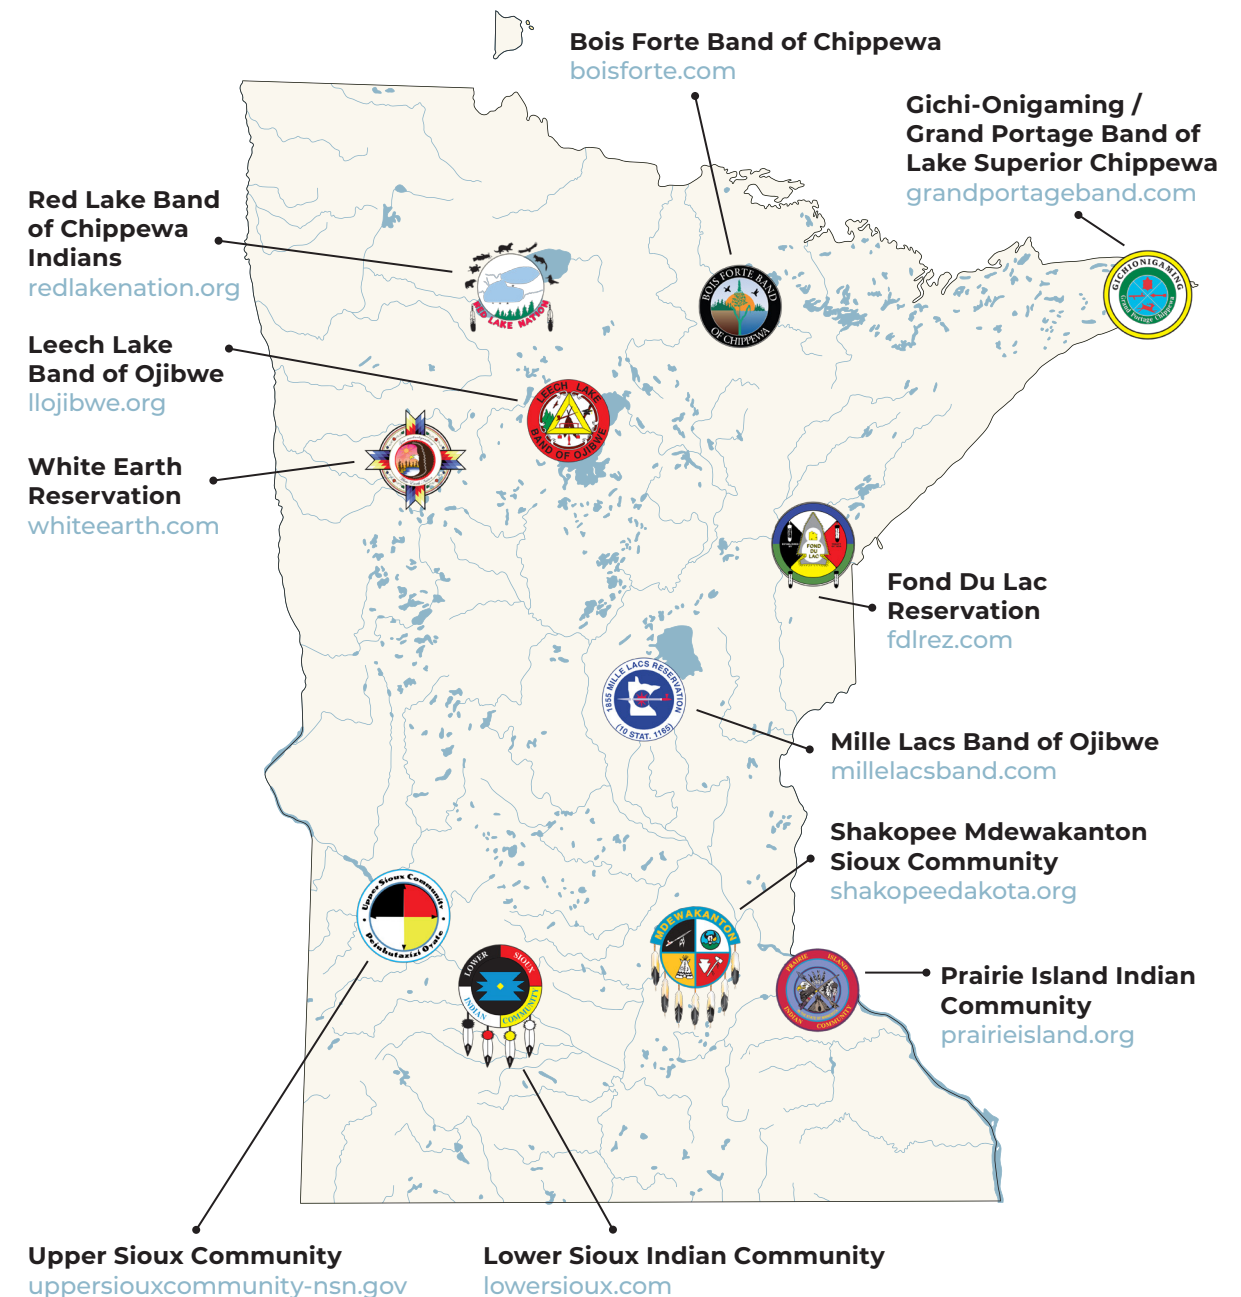 Bois Forte Band of Chippewa
boisforte.com
Gichi-Onigaming /
Grand Portage Band of
Lake Superior Chippewa
grandportageband.com
Red Lake Band
of Chippewa
Indians
redlakenation.org
RED LAKE NATION
BOIS FORTE BAND
OF CHIPPEWA
GICHIONIGAMING
Grand Portage Chippewa
Leech Lake
Band of Ojibwe
llojibwe.org
LEECH LAKE
BAND OF OJIBWE
White Earth
Reservation
whiteearth.com
FOND
DU
LAC
Fond Du Lac
Reservation
fdlrez.com
1855 MILLE LACS RESERVATION
(10 STAT. 1165)
Mille Lacs Band of Ojibwe
millelacsband.com
Shakopee Mdewakanton
Sioux Community
shakopeedakota.org
Upper Sioux Community
Pejuhutazizi Oyate
MDEWAKANTON
LOWER SIOUX
INDIAN COMMUNITY
PRAIRIE ISLAND
INDIAN COMMUNITY
Prairie Island Indian
Community
prairieisland.org
Upper Sioux Community
uppersiouxcommunity-nsn.gov
Lower Sioux Indian Community
lowersioux.com